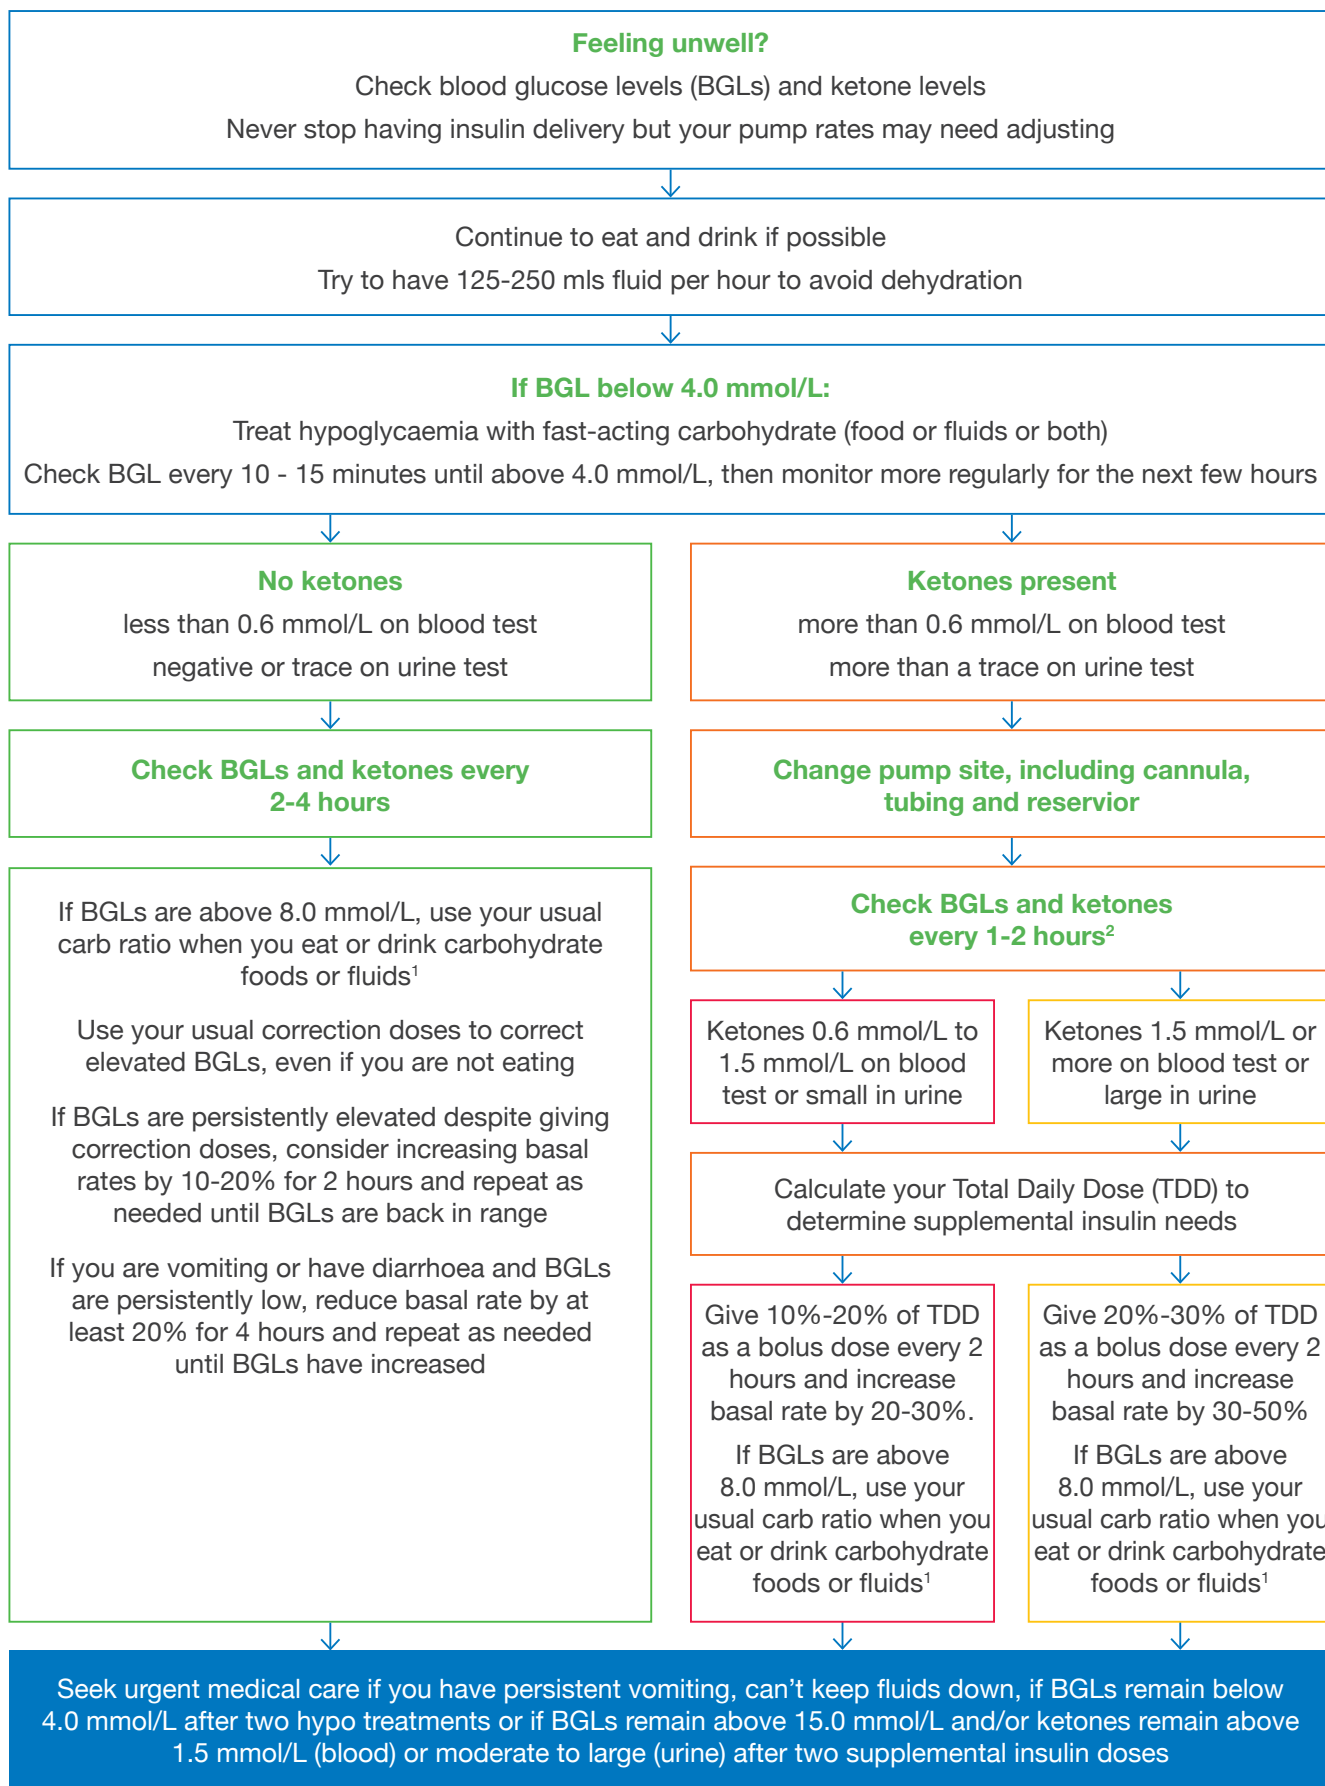 Feeling unwell?
Check blood glucose levels (BGLs) and ketone levels
Never stop having insulin delivery but your pump rates may need adjusting
Continue to eat and drink if possible
Try to have 125-250 mls fluid per hour to avoid dehydration
If BGL below 4.0 mmol/L:
Treat hypoglycaemia with fast-acting carbohydrate (food or fluids or both)
Check BGL every 10 - 15 minutes until above 4.0 mmol/L, then monitor more regularly for the next few hours
No ketones
less than 0.6 mmol/L on blood test
negative or trace on urine test
Check BGLs and ketones every
2-4 hours
If BGLs are above 8.0 mmol/L, use your usual
carb ratio when you eat or drink carbohydrate
foods or fluids¹
Use your usual correction doses to correct
elevated BGLs, even if you are not eating
If BGLs are persistently elevated despite giving
correction doses, consider increasing basal
rates by 10-20% for 2 hours and repeat as
needed until BGLs are back in range
If you are vomiting or have diarrhoea and BGLs
are persistently low, reduce basal rate by at
least 20% for 4 hours and repeat as needed
until BGLs have increased
Ketones present
more than 0.6 mmol/L on blood test
more than a trace on urine test
Change pump site, including cannula,
tubing and reservior
Check BGLs and ketones
every 1-2 hours²
Ketones 0.6 mmol/L to
1.5 mmol/L on blood
test or small in urine
Ketones 1.5 mmol/L or
more on blood test or
large in urine
Calculate your Total Daily Dose (TDD) to
determine supplemental insulin needs
Give 10%-20% of TDD
as a bolus dose every 2
hours and increase
basal rate by 20-30%.
If BGLs are above
8.0 mmol/L, use your
usual carb ratio when you
eat or drink carbohydrate
foods or fluids¹
Give 20%-30% of TDD
as a bolus dose every 2
hours and increase
basal rate by 30-50%
If BGLs are above
8.0 mmol/L, use your
usual carb ratio when you
eat or drink carbohydrate
foods or fluids¹
Seek urgent medical care if you have persistent vomiting, can't keep fluids down, if BGLs remain below
4.0 mmol/L after two hypo treatments or if BGLs remain above 15.0 mmol/L and/or ketones remain above
1.5 mmol/L (blood) or moderate to large (urine) after two supplemental insulin doses